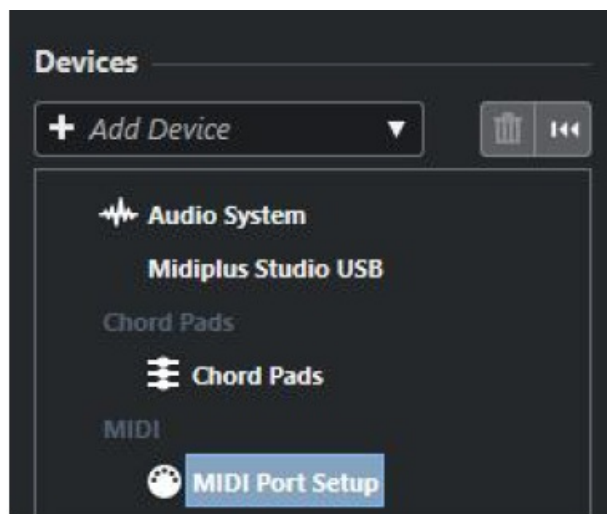 Devices
Add Device
Audio System
Midiplus Studio USB
Chord Pads
Chord Pads
MIDI
MIDI Port Setup